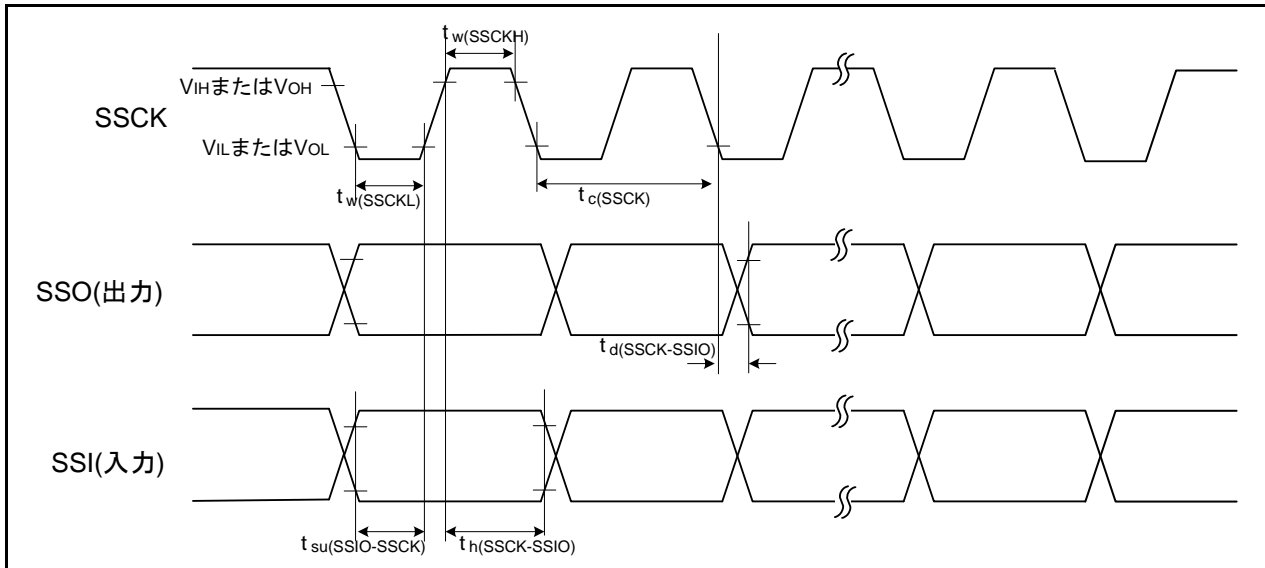 tw(SSCKH)
VIHまたはVOH
SSCK
VILまたはVOL
tw(SSCKL)
tc(SSCK)
SSO(出力)
td(SSCK-SSIO)
SSI(入力)
tsu(SSIO-SSCK)
th(SSCK-SSIO)